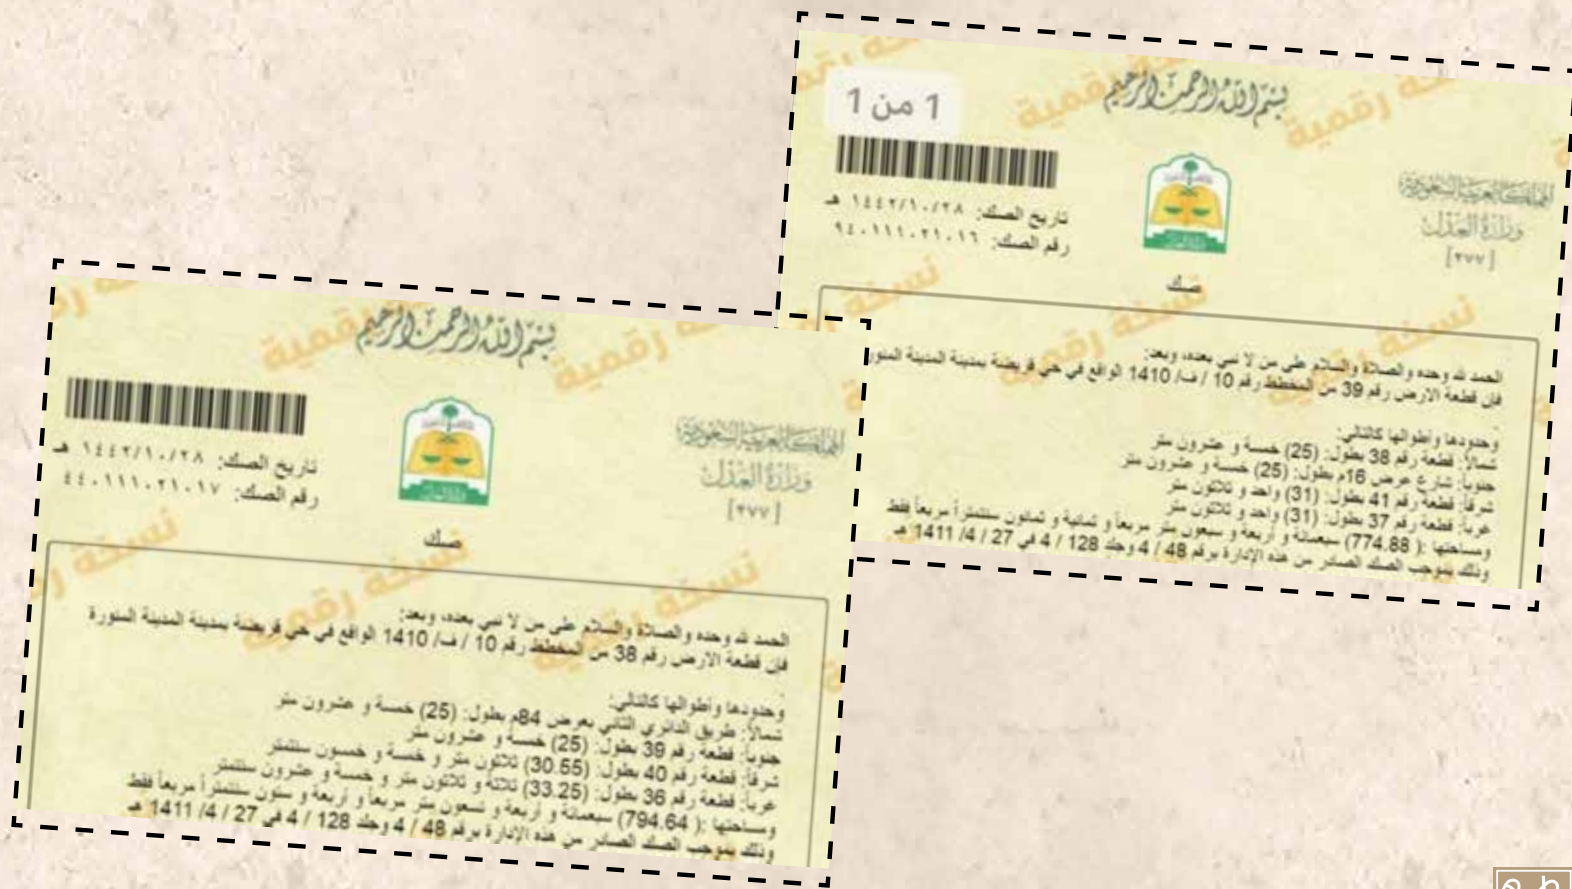 بسم الله الرحمن الرحيم
1 من 1
تاريخ الصك: ١٤٤٢/١٠/٢٨ هـ
رقم الصك: ٩٤٠١١١٠٢١٠١٦
المملكة العربية السعودية
وزارة العدل
[٢٧٧]
صك
الحمد لله وحده والصلاة والسلام على من لا نبي بعده، وبعد:
فإن قطعة الارض رقم 39 من المخطط رقم 10 / ف/ 1410 الواقع في حي قريضة بمدينة المدينة
وحدودها وأطوالها كالتالي:
شمالاً: قطعة رقم 38 بطول: (25) خمسة و عشرون متر
جنوباً: شارع عرض 16م بطول: (25) خمسة و عشرون متر
شرقاً: قطعة رقم 41 بطول: (31) واحد و ثلاثون متر
غرباً: قطعة رقم 37 بطول: (31) واحد و ثلاثون متر
ومساحتها :( 774.88) سبعمائة و أربعة و سبعون متر مربعاً و ثمانية و ثمانون سنتمتراً مربعاً فقط
وذلك بموجب الصك الصادر من هذه الإدارة برقم 48 / 4 وجلد 128 / 4 في 27 / 4/ 1411 هـ
بسم الله الرحمن الرحيم
تاريخ الصك: ١٤٤٢/١٠/٢٨ هـ
رقم الصك: ٤٤٠١١١٠٢١٠١٧
المملكة العربية السعودية
وزارة العدل
[٢٧٧]
صك
الحمد لله وحده والصلاة والسلام على من لا نبي بعده، وبعد:
فإن قطعة الارض رقم 38 من المخطط رقم 10 / ف/ 1410 الواقع في حي قريضة بمدينة المدينة المنورة
وحدودها وأطوالها كالتالي:
شمالاً: طريق الدائري الثاني بعرض 84م بطول: (25) خمسة و عشرون متر
جنوباً: قطعة رقم 39 بطول: (25) خمسة و عشرون متر
شرقاً: قطعة رقم 40 بطول: (30.55) ثلاثون متر و خمسة و خمسون سنتمتر
غرباً: قطعة رقم 36 بطول: (33.25) ثلاثة و ثلاثون متر و خمسة و عشرون سنتمتر
ومساحتها :( 794.64) سبعمائة و أربعة و تسعون متر مربعاً و أربعة و ستون سنتمتراً مربعاً فقط
وذلك بموجب الصك الصادر من هذه الإدارة برقم 48 / 4 وجلد 128 / 4 في 27 / 4/ 1411 هـ
نسخة رقمية